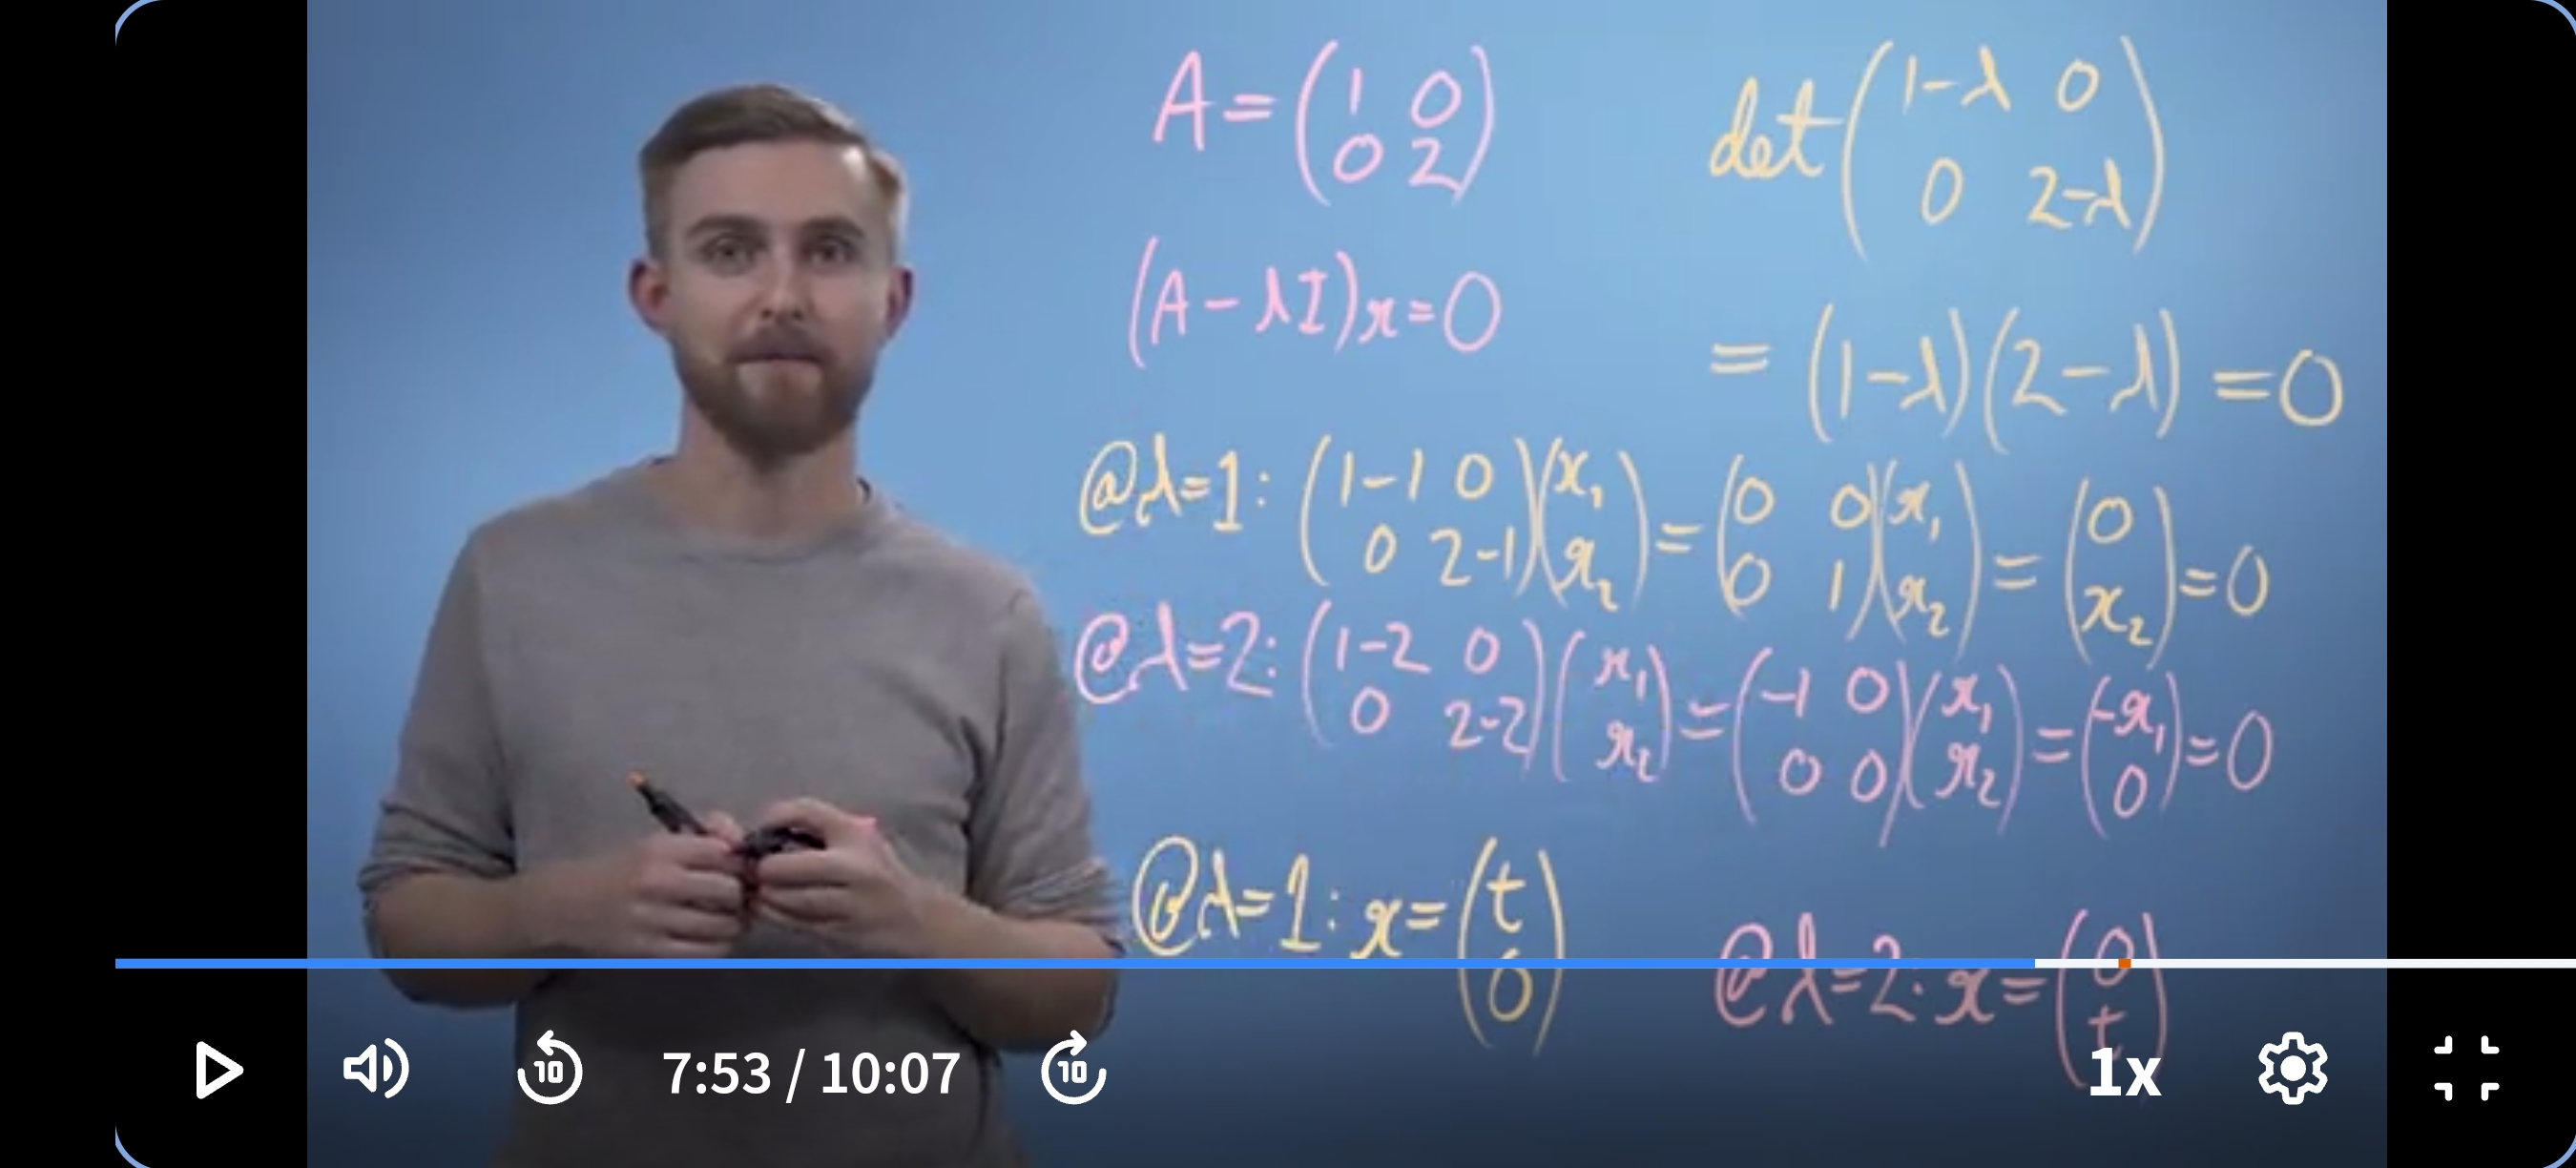 A = (1 0
0 2)
det (1-λ 0
0 2-λ)
(A - λI)x = 0
= (1-λ)(2-λ) = 0
@λ=1: (1-1 0
0 2-1) (x₁
x₂) = (0 0
0 1) (x₁
x₂) = (0
x₂) = 0
@λ=2: (1-2 0
0 2-2) (x₁
x₂) = (-1 0
0 0) (x₁
x₂) = (-x₁
0) = 0
@λ=1: x = (t
0)
@λ=2: x = (0
t)
10
7:53 / 10:07
10
1x